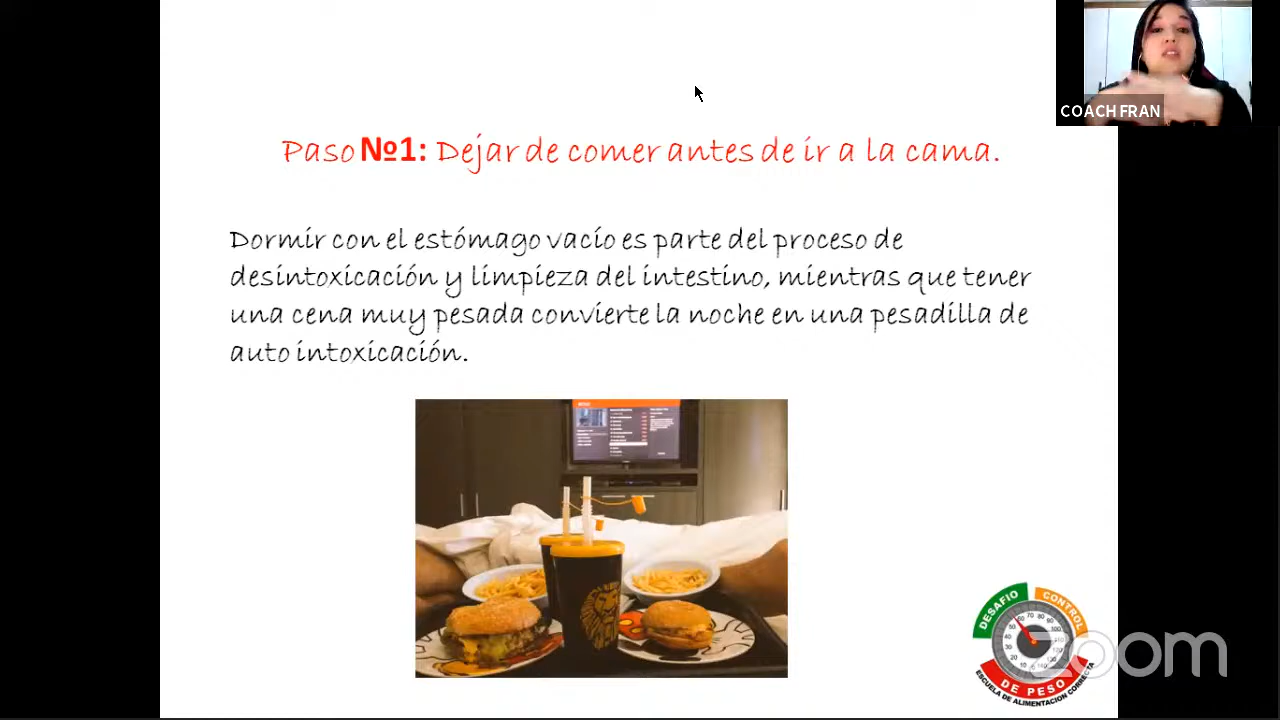 COACH FRAN
Paso Nº1: Dejar de comer antes de ir a la cama.
Dormir con el estómago vacío es parte del proceso de
desintoxicación y limpieza del intestino, mientras que tener
una cena muy pesada convierte la noche en una pesadilla de
auto intoxicación.
DESAFIO CONTROL
DE PESO
ESCUELA DE ALIMENTACION CORRECTA
zoom